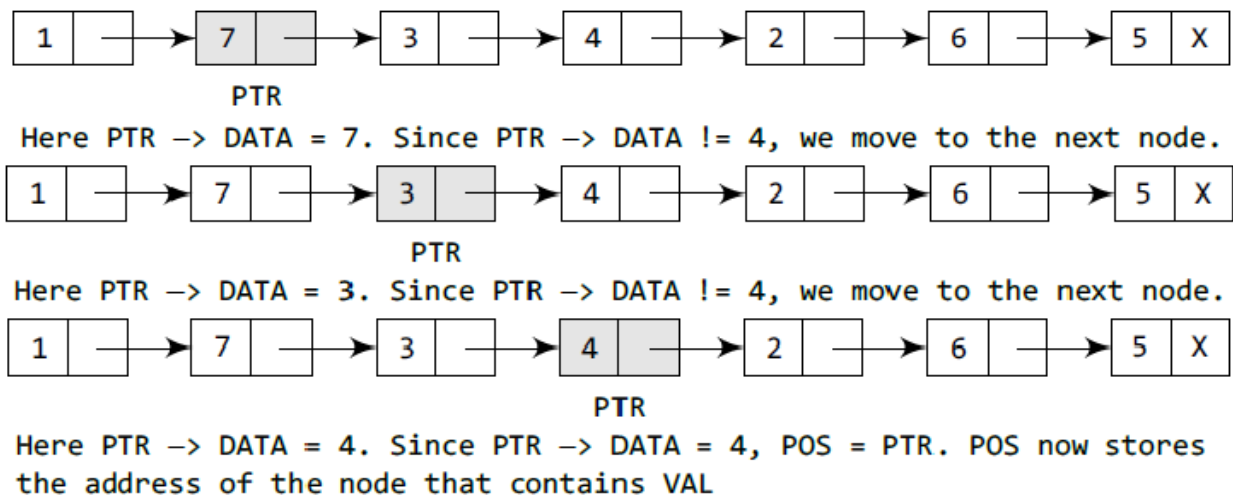 1 7 3 4 2 6 5 X
PTR
Here PTR —> DATA = 7. Since PTR —> DATA != 4, we move to the next node.
1 7 3 4 2 6 5 X
PTR
Here PTR —> DATA = 3. Since PTR —> DATA != 4, we move to the next node.
1 7 3 4 2 6 5 X
PTR
Here PTR —> DATA = 4. Since PTR —> DATA = 4, POS = PTR. POS now stores
the address of the node that contains VAL